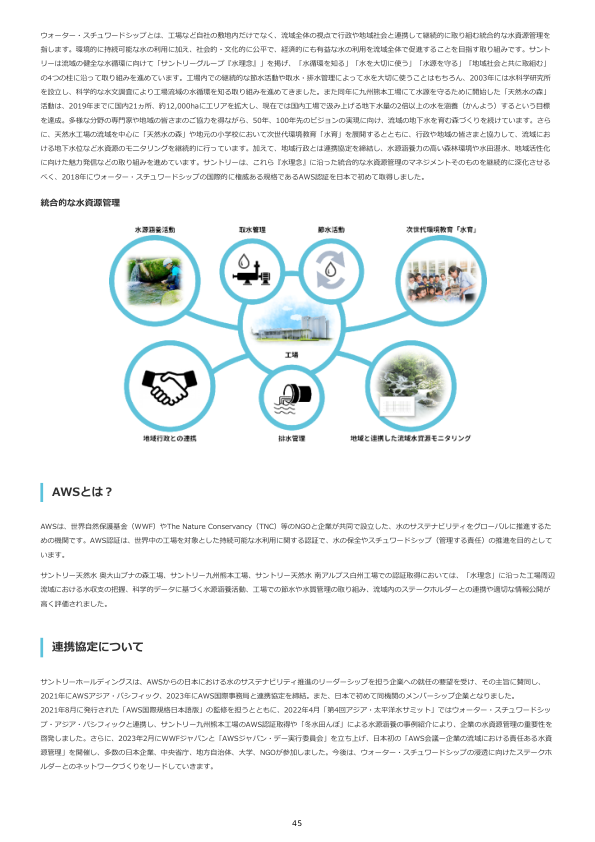 ウォーター・スチュワードシップとは、工場など自社の敷地内だけでなく、流域全体の視点で行政や地域社会と連携して継続的に取り組む統合的な水資源管理を
指します。環境的に持続可能な水の利用に加え、社会的・文化的に公平で、経済的にも有益な水の利用を流域全体で促進することを目指す取り組みです。サント
リーは流域の健全な水循環に向けて「サントリーグループ『水理念』」を掲げ、「水循環を知る」「水を大切に使う」「水源を守る」「地域社会と共に取組む」
の4つの柱に沿って取り組みを進めています。工場内での継続的な節水活動や取水・排水管理によって水を大切に使うことはもちろん、2003年には水科学研究所
を設立し、科学的な水文調査により工場流域の水循環を知る取り組みを進めてきました。また同年に九州熊本工場にて水源を守るために開始した「天然水の森」
活動は、2019年までに国内21ヵ所、約12,000haにエリアを拡大し、現在では国内工場で汲み上げる地下水量の2倍以上の水を涵養（かんよう）するという目標
を達成。多様な分野の専門家や地域の皆さまのご協力を得ながら、50年、100年先のビジョンの実現に向け、流域の地下水を育む森づくりを続けています。さら
に、天然水工場の流域を中心に「天然水の森」や地元の小学校において次世代環境教育「水育」を展開するとともに、行政や地域の皆さまと協力して、流域にお
ける地下水位など水資源のモニタリングを継続的に行っています。加えて、地域行政とは連携協定を締結し、水源涵養力の高い森林環境や水田湛水、地域活性化
に向けた魅力発信などの取り組みを進めています。サントリーは、これら『水理念』に沿った統合的な水資源管理のマネジメントそのものを継続的に深化させる
べく、2018年にウォーター・スチュワードシップの国際的に権威ある規格であるAWS認証を日本で初めて取得しました。
統合的な水資源管理
水源涵養活動
取水管理
節水活動
次世代環境教育「水育」
工場
地域行政との連携
排水管理
地域と連携した流域水資源モニタリング
AWSとは？
AWSは、世界自然保護基金（WWF）やThe Nature Conservancy（TNC）等のNGOと企業が共同で設立した、水のサステナビリティをグローバルに推進するた
めの機関です。AWS認証は、世界中の工場を対象とした持続可能な水利用に関する認証で、水の保全やスチュワードシップ（管理する責任）の推進を目的として
います。
サントリー天然水 奥大山ブナの森工場、サントリー九州熊本工場、サントリー天然水 南アルプス白州工場での認証取得においては、「水理念」に沿った工場周辺
流域における水収支の把握、科学的データに基づく水源涵養活動、工場での節水や水質管理の取り組み、流域内のステークホルダーとの連携や適切な情報公開が
高く評価されました。
連携協定について
サントリーホールディングスは、AWSからの日本における水のサステナビリティ推進のリーダーシップを担う企業への就任の要望を受け、その主旨に賛同し、
2021年にAWSアジア・パシフィック、2023年にAWS国際事務局と連携協定を締結。また、日本で初めて同機関のメンバーシップ企業となりました。
2021年8月に発行された「AWS国際規格日本語版」の監修を担うとともに、2022年4月「第4回アジア・太平洋水サミット」ではウォーター・スチュワードシッ
プ・アジア・パシフィックと連携し、サントリー九州熊本工場のAWS認証取得や「冬水田んぼ」による水源涵養の事例紹介により、企業の水資源管理の重要性を
啓発しました。さらに、2023年2月にWWFジャパンと「AWSジャパン・デー実行委員会」を立ち上げ、日本初の「AWS会議ー企業の流域における責任ある水資
源管理」を開催し、多数の日本企業、中央省庁、地方自治体、大学、NGOが参加しました。今後は、ウォーター・スチュワードシップの浸透に向けたステークホ
ルダーとのネットワークづくりをリードしていきます。
45